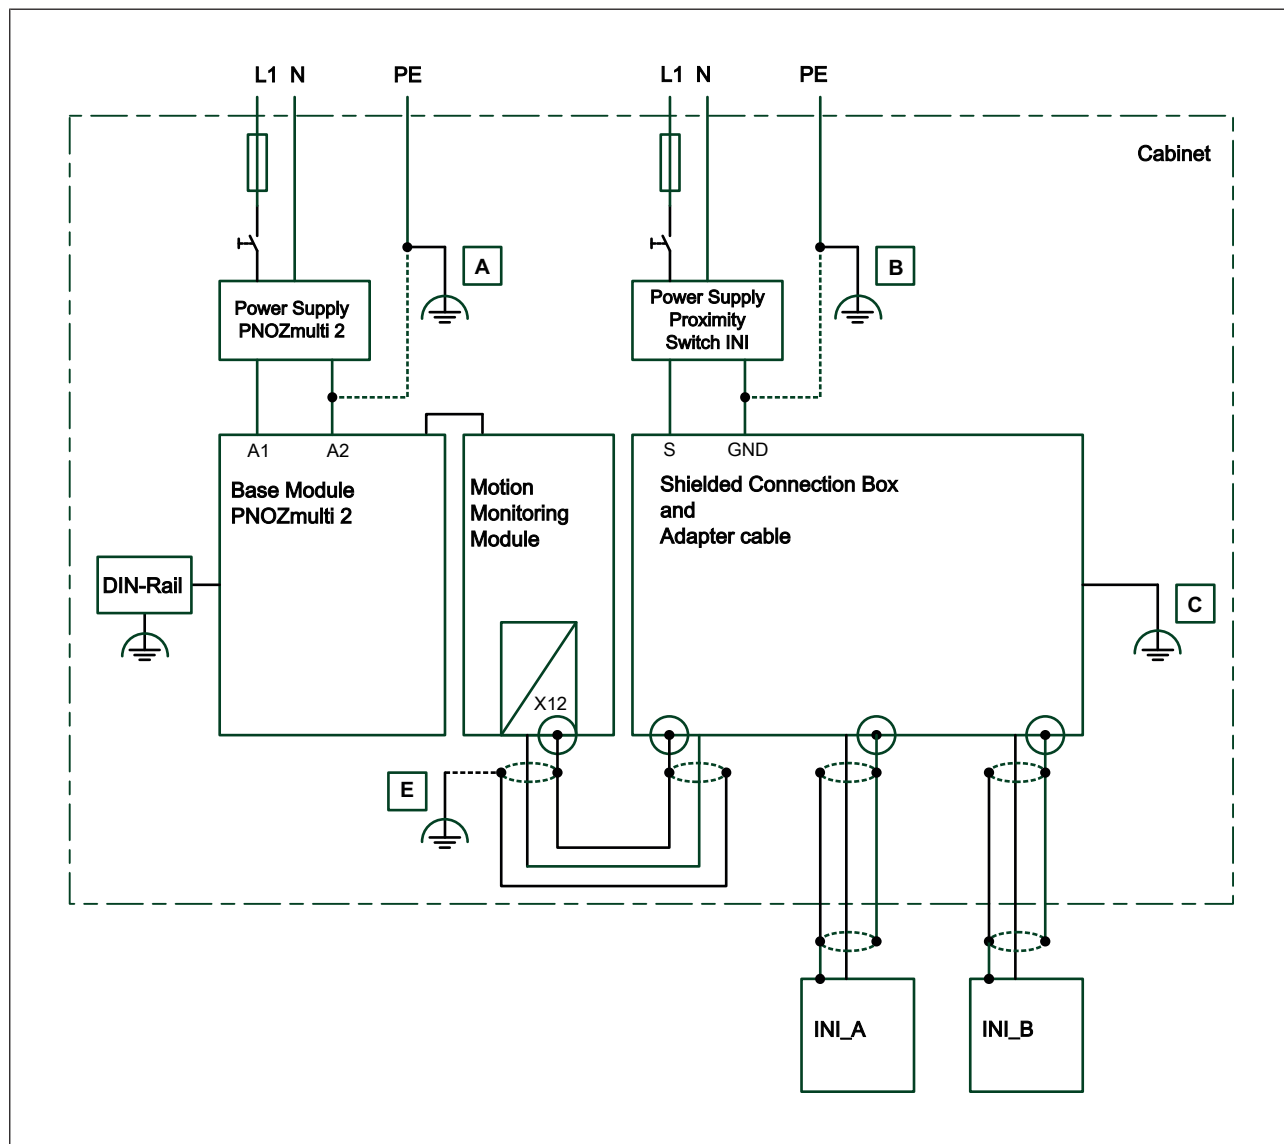 L1 N PE L1 N PE
Cabinet
A
B
Power Supply
PNOZmulti 2
Power Supply
Proximity
Switch INI
A1 A2
S GND
Base Module
PNOZmulti 2
Motion
Monitoring
Module
Shielded Connection Box
and
Adapter cable
DIN-Rail
C
X12
E
INI_A
INI_B